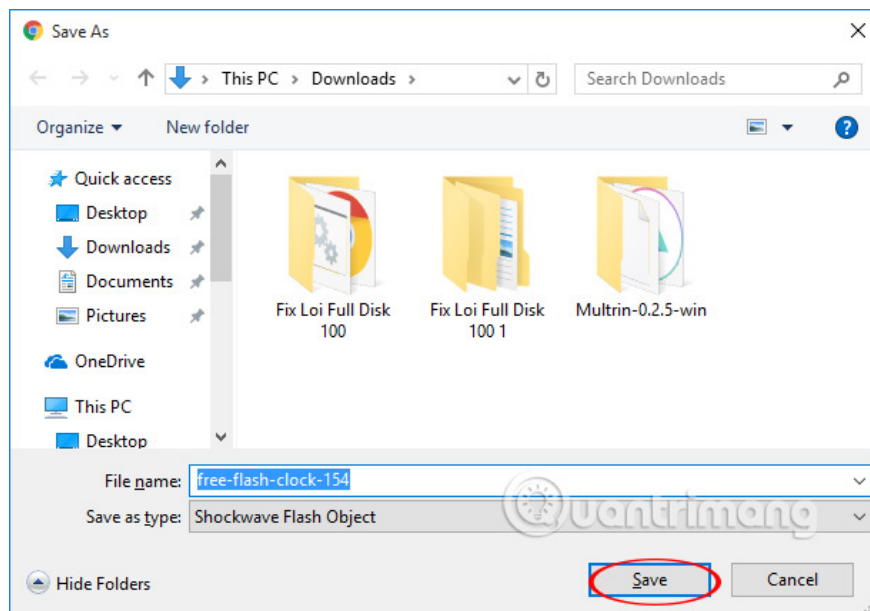 Save As
This PC > Downloads >
Search Downloads
Organize
New folder
?
Quick access
Desktop
Downloads
Documents
Pictures
OneDrive
This PC
Desktop
Fix Loi Full Disk
100
Fix Loi Full Disk
100 1
Multrin-0.2.5-win
File name: free-flash-clock-154
Save as type: Shockwave Flash Object
Quantrimang
Hide Folders
Save
Cancel